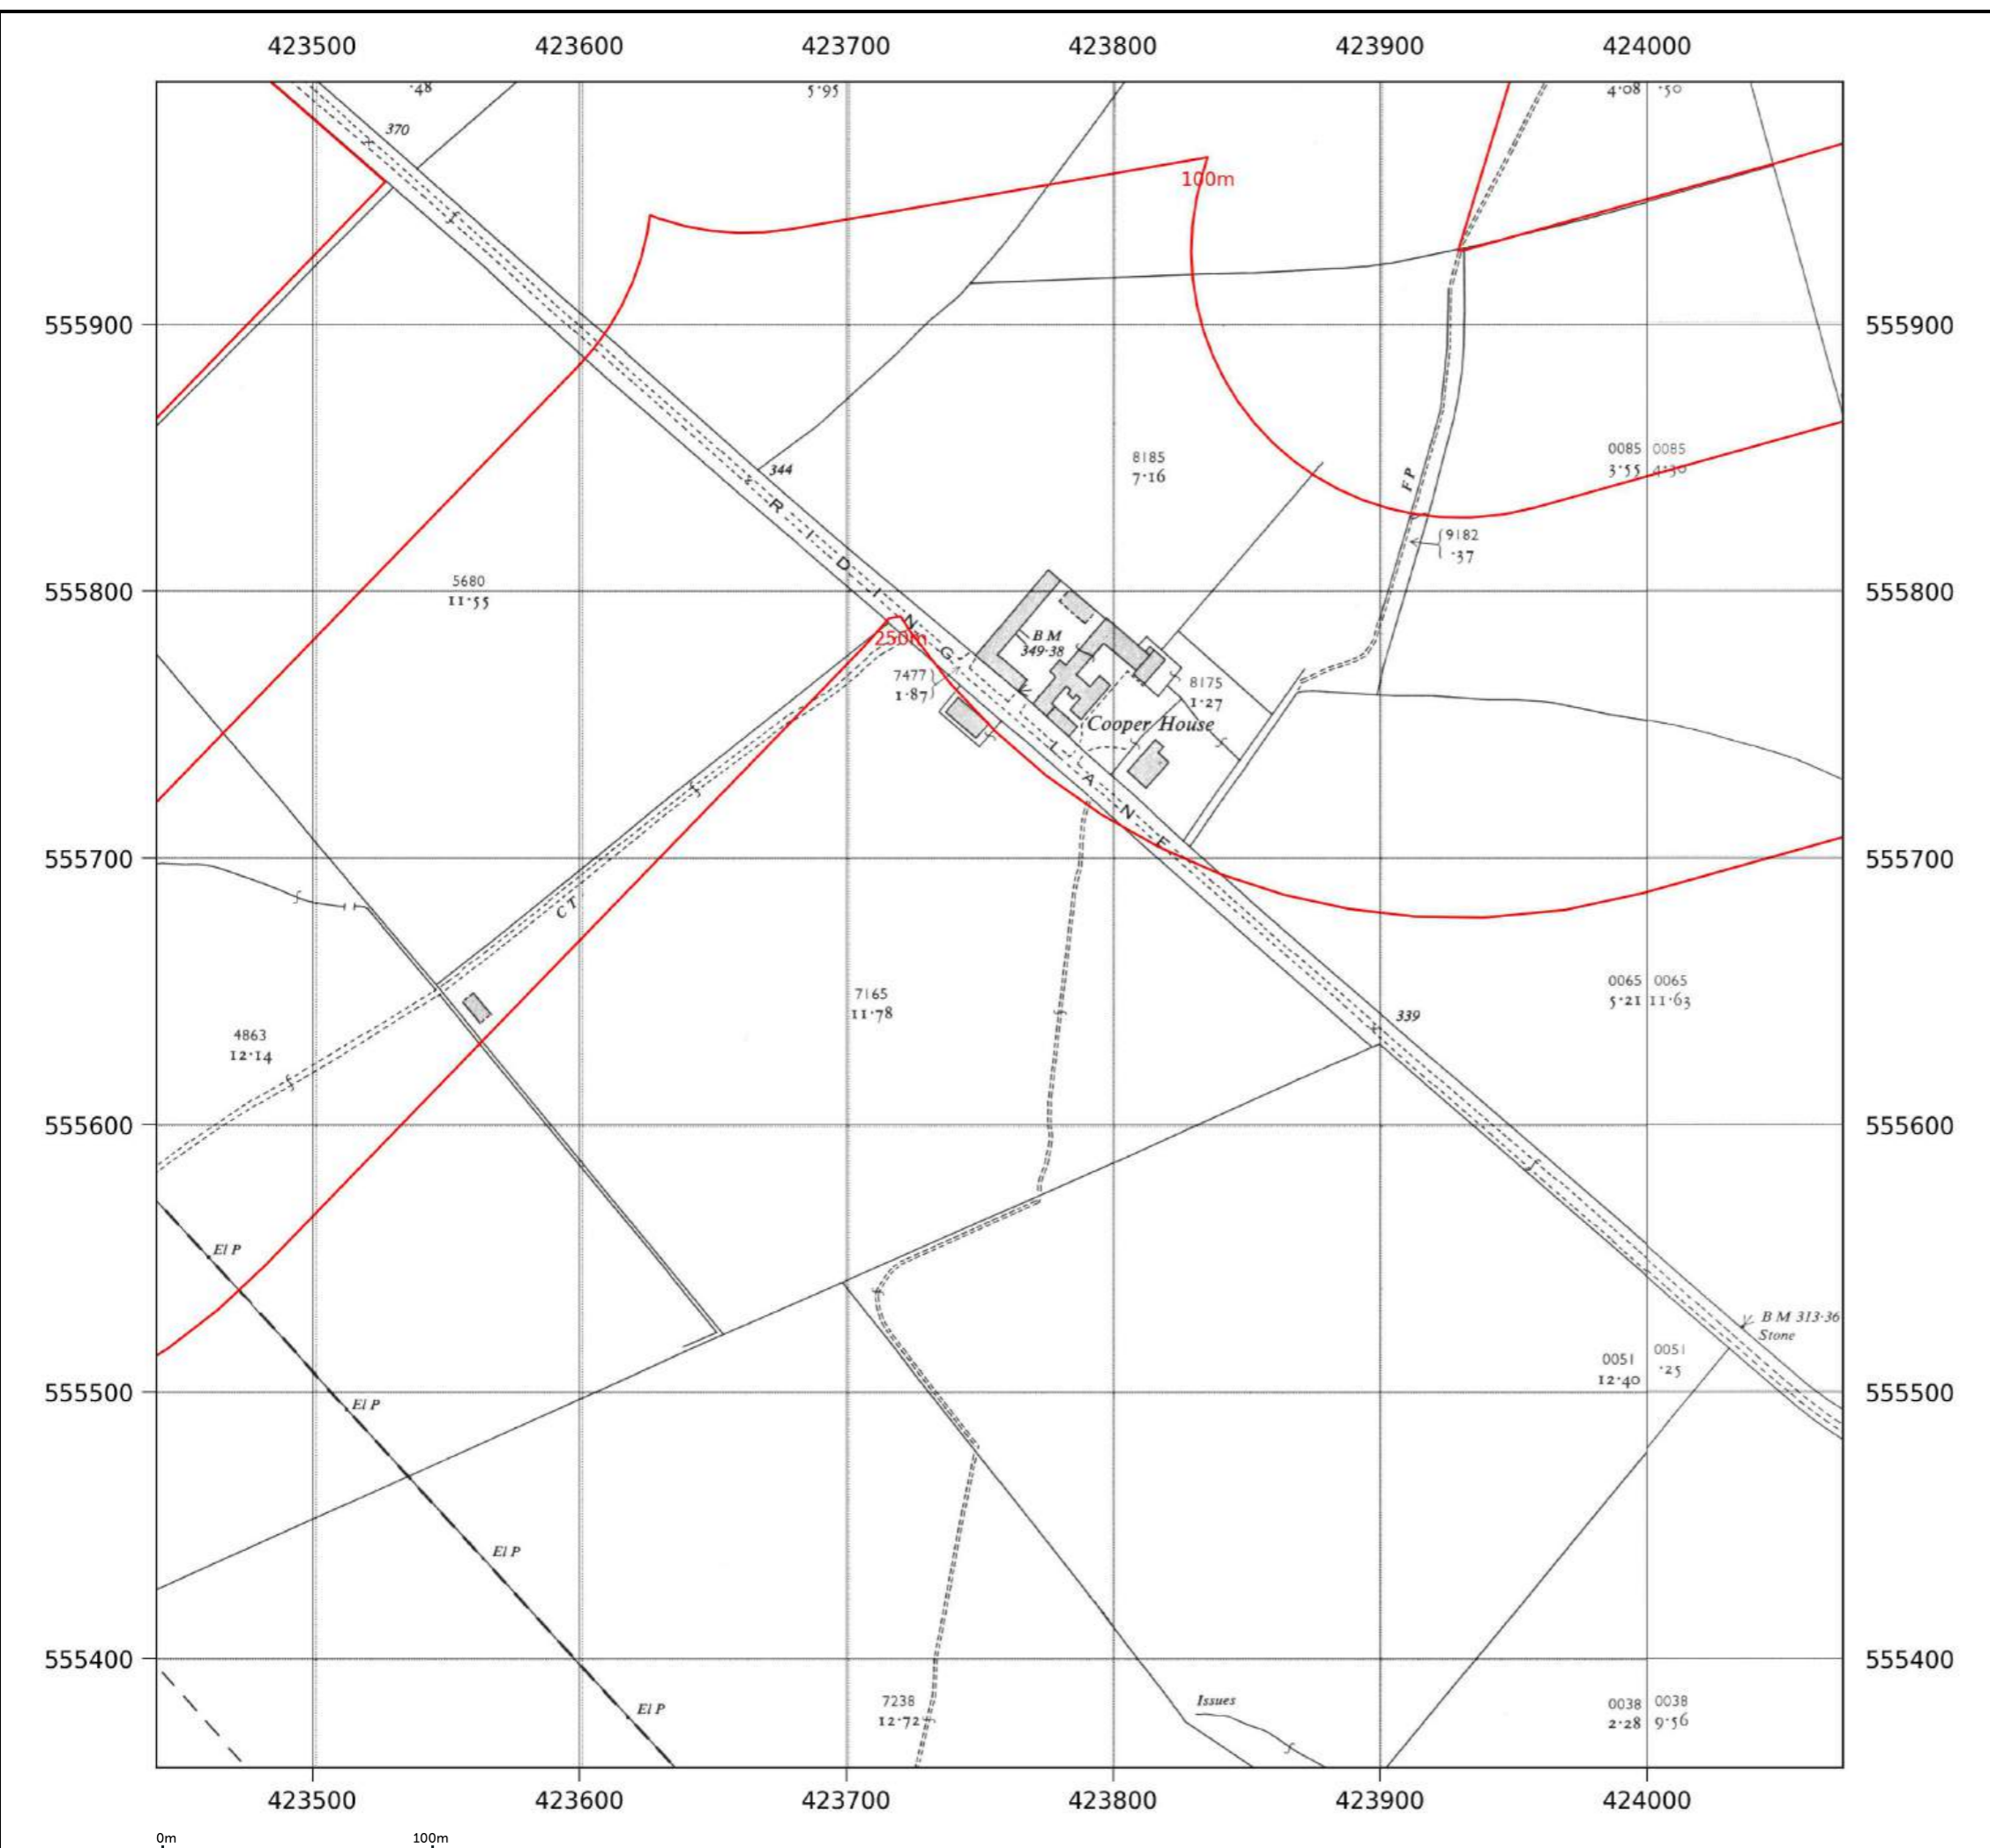 423500 423600 423700 423800 423900 424000
·48 5·95 4·08 ·50
370
100m
555900 555900
344
8185
7·16
0085 0085
3·55 4·30
FP
9182
·37
5680
11·55
555800 555800
RIDING LANE
250m
BM
349·38
7477
1·87
8175
1·27
Cooper House
555700 555700
CT
7165
11·78
0065 0065
5·21 11·63
339
4863
12·14
555600 555600
El P
BM 313·36
Stone
0051 0051
12·40 ·25
555500 555500
El P
El P
555400 555400
El P
Issues
7238
12·72
0038 0038
2·28 9·56
423500 423600 423700 423800 423900 424000
0m 100m